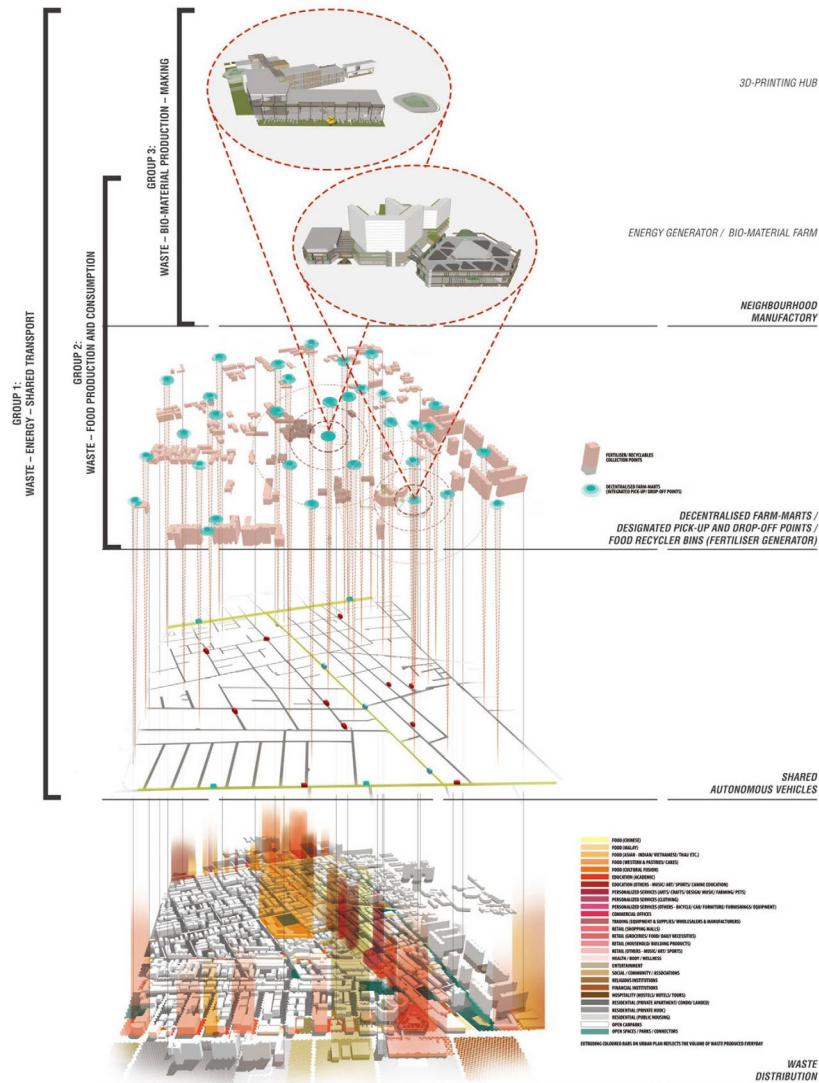 3D-PRINTING HUB
GROUP 3:
WASTE – BIO-MATERIAL PRODUCTION – MAKING
ENERGY GENERATOR / BIO-MATERIAL FARM
NEIGHBOURHOOD
MANUFACTORY
GROUP 2:
WASTE – FOOD PRODUCTION AND CONSUMPTION
GROUP 1:
WASTE – ENERGY – SHARED TRANSPORT
FERTILISER/ RECYCLABLES
COLLECTION POINTS
DECENTRALISED FARM-MARTS
(INTEGRATED PICK-UP/ DROP-OFF POINTS)
DECENTRALISED FARM-MARTS /
DESIGNATED PICK-UP AND DROP-OFF POINTS /
FOOD RECYCLER BINS (FERTILISER GENERATOR)
SHARED
AUTONOMOUS VEHICLES
FOOD (CHINESE)
FOOD (MALAY)
FOOD (ASIAN - INDIAN/ VIETNAMESE/ THAI/ ETC.)
FOOD (WESTERN & PASTRIES/ CAKES)
FOOD (CULTURAL FUSION)
EDUCATION (ACADEMIC)
EDUCATION (OTHERS - MUSIC/ ART/ SPORTS/ CANINE EDUCATION)
PERSONALIZED SERVICES (ARTS/ CRAFTS/ DESIGN/ MUSIC/ FARMING/ PETS)
PERSONALIZED SERVICES (CLOTHING)
PERSONALIZED SERVICES (OTHERS - BICYCLE/ CAR/ FURNITURE/ FURNISHINGS/ EQUIPMENT)
COMMERCIAL OFFICES
TRADING (EQUIPMENT & SUPPLIES/ WHOLESALERS & MANUFACTURERS)
RETAIL (SHOPPING MALLS)
RETAIL (GROCERIES/ FOOD/ DAILY NECESSITIES)
RETAIL (HOUSEHOLD/ BUILDING PRODUCTS)
RETAIL (OTHERS - MUSIC/ ART/ SPORTS)
HEALTH / BODY / WELLNESS
ENTERTAINMENT
SOCIAL / COMMUNITY / ASSOCIATIONS
RELIGIOUS INSTITUTIONS
FINANCIAL INSTITUTIONS
HOSPITALITY (HOSTELS/ HOTELS/ TOURS)
RESIDENTIAL (PRIVATE APARTMENT/ CONDO/ LANDED)
RESIDENTIAL (PRIVATE HUDC)
RESIDENTIAL (PUBLIC HOUSING)
OPEN CARPARKS
OPEN SPACES / PARKS / CONNECTORS
EXTRUDING COLOURED BARS ON URBAN PLAN REFLECTS THE VOLUME OF WASTE PRODUCED EVERYDAY
WASTE
DISTRIBUTION